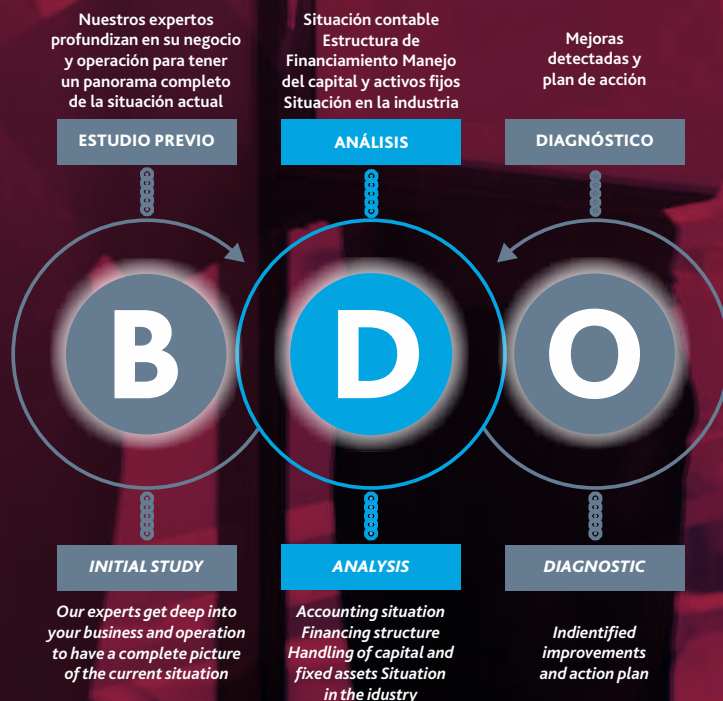 Nuestros expertos
profundizan en su negocio
y operación para tener
un panorama completo
de la situación actual
ESTUDIO PREVIO
Situación contable
Estructura de
Financiamiento Manejo
del capital y activos fijos
Situación en la industria
ANÁLISIS
Mejoras
detectadas y
plan de acción
DIAGNÓSTICO
B
D
O
INITIAL STUDY
Our experts get deep into
your business and operation
to have a complete picture
of the current situation
ANALYSIS
Accounting situation
Financing structure
Handling of capital and
fixed assets Situation
in the idustry
DIAGNOSTIC
Indientified
improvements
and action plan